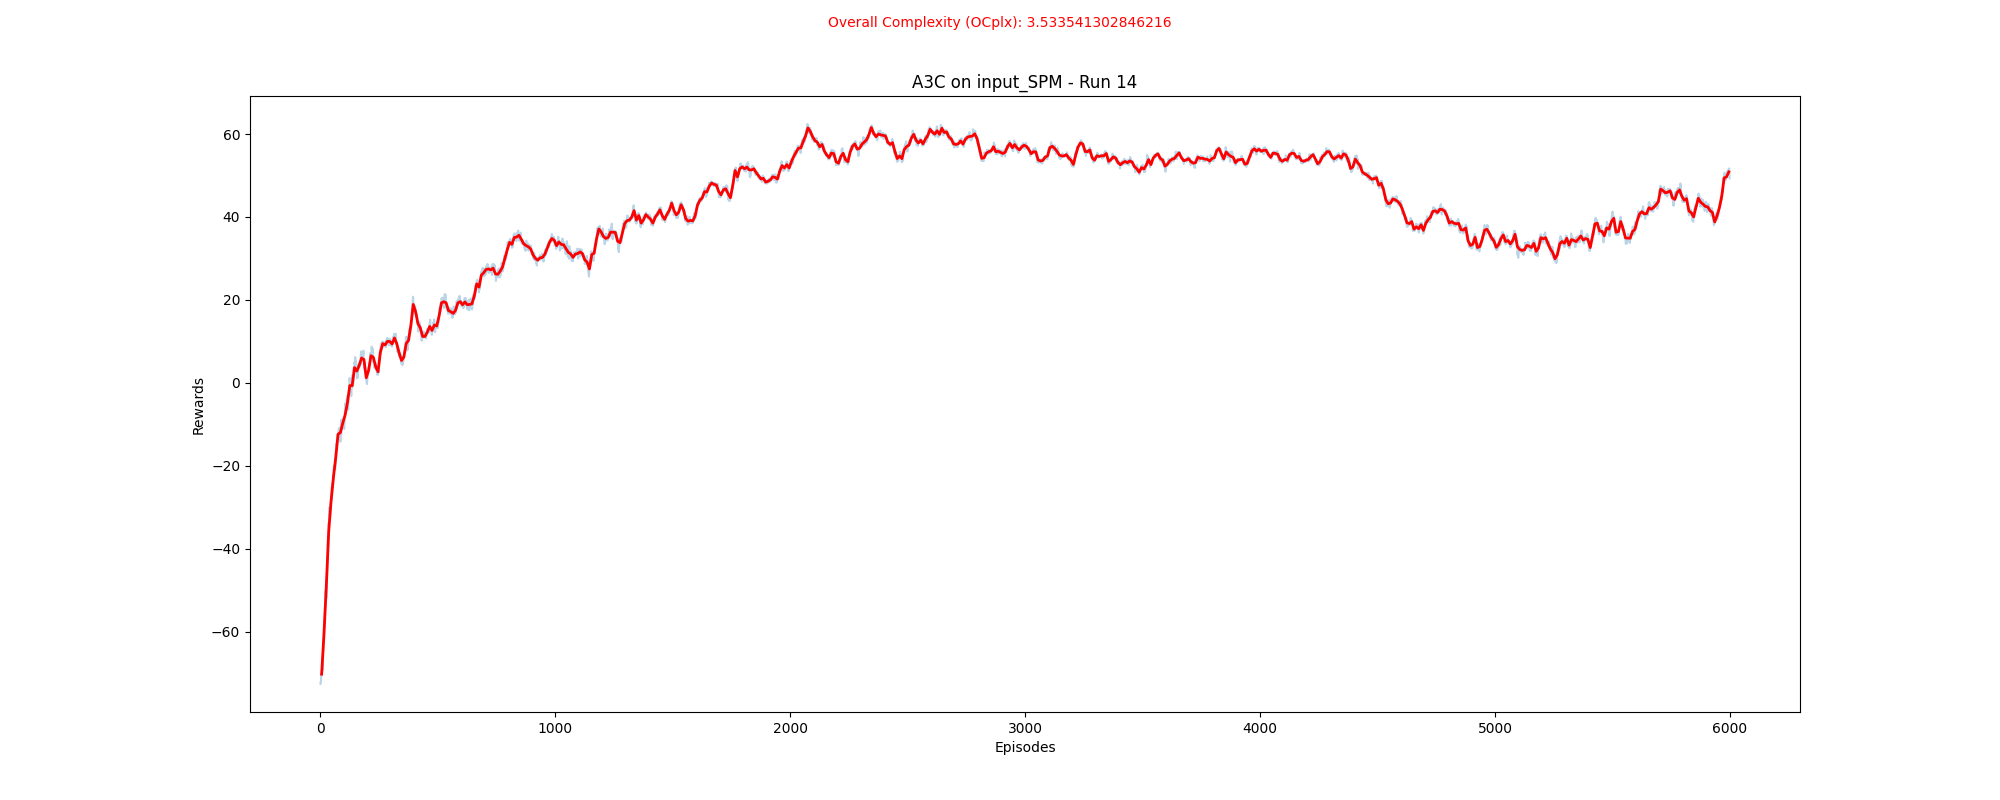 Overall Complexity (OCplx): 3.533541302846216
A3C on input_SPM - Run 14
60
40
20
0
−20
−40
−60
Rewards
0 1000 2000 3000 4000 5000 6000
Episodes